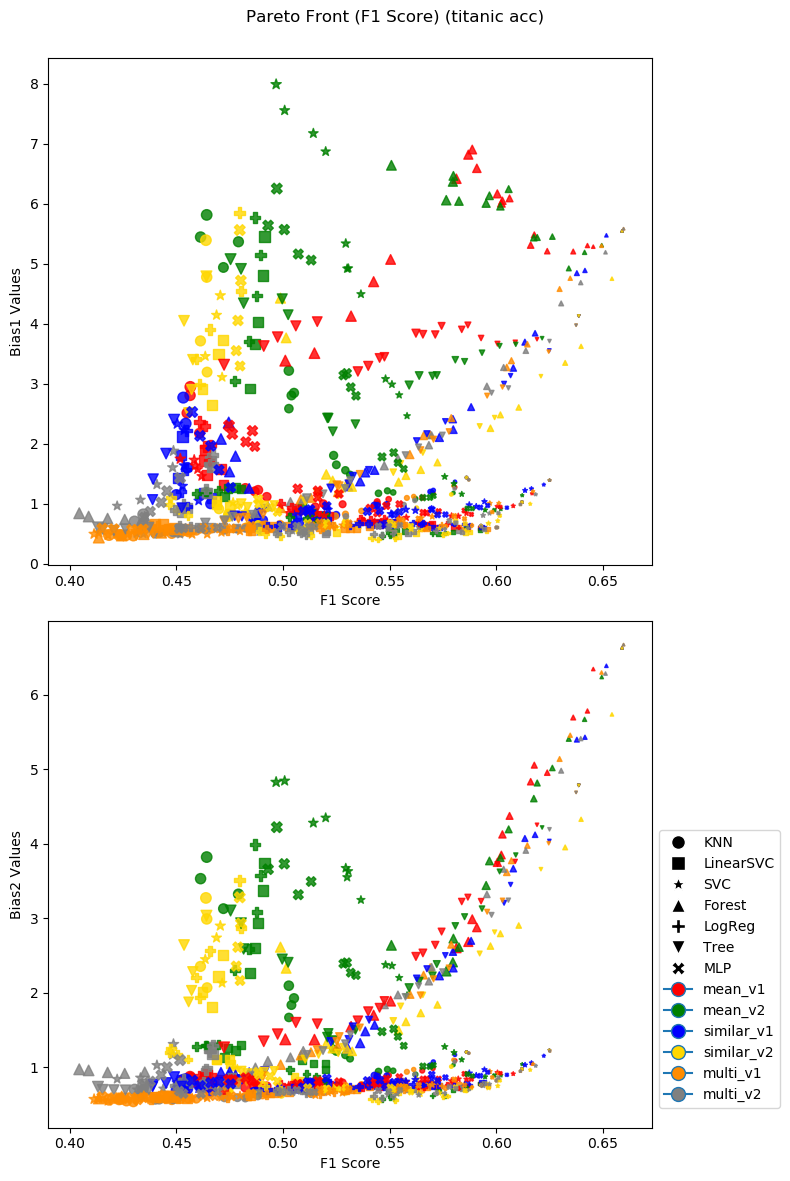 Pareto Front (F1 Score) (titanic acc)
8
7
6
5
4
3
2
1
0
Bias1 Values
0.40 0.45 0.50 0.55 0.60 0.65
F1 Score
6
5
4
3
2
1
Bias2 Values
0.40 0.45 0.50 0.55 0.60 0.65
F1 Score
KNN
LinearSVC
SVC
Forest
LogReg
Tree
MLP
mean_v1
mean_v2
similar_v1
similar_v2
multi_v1
multi_v2